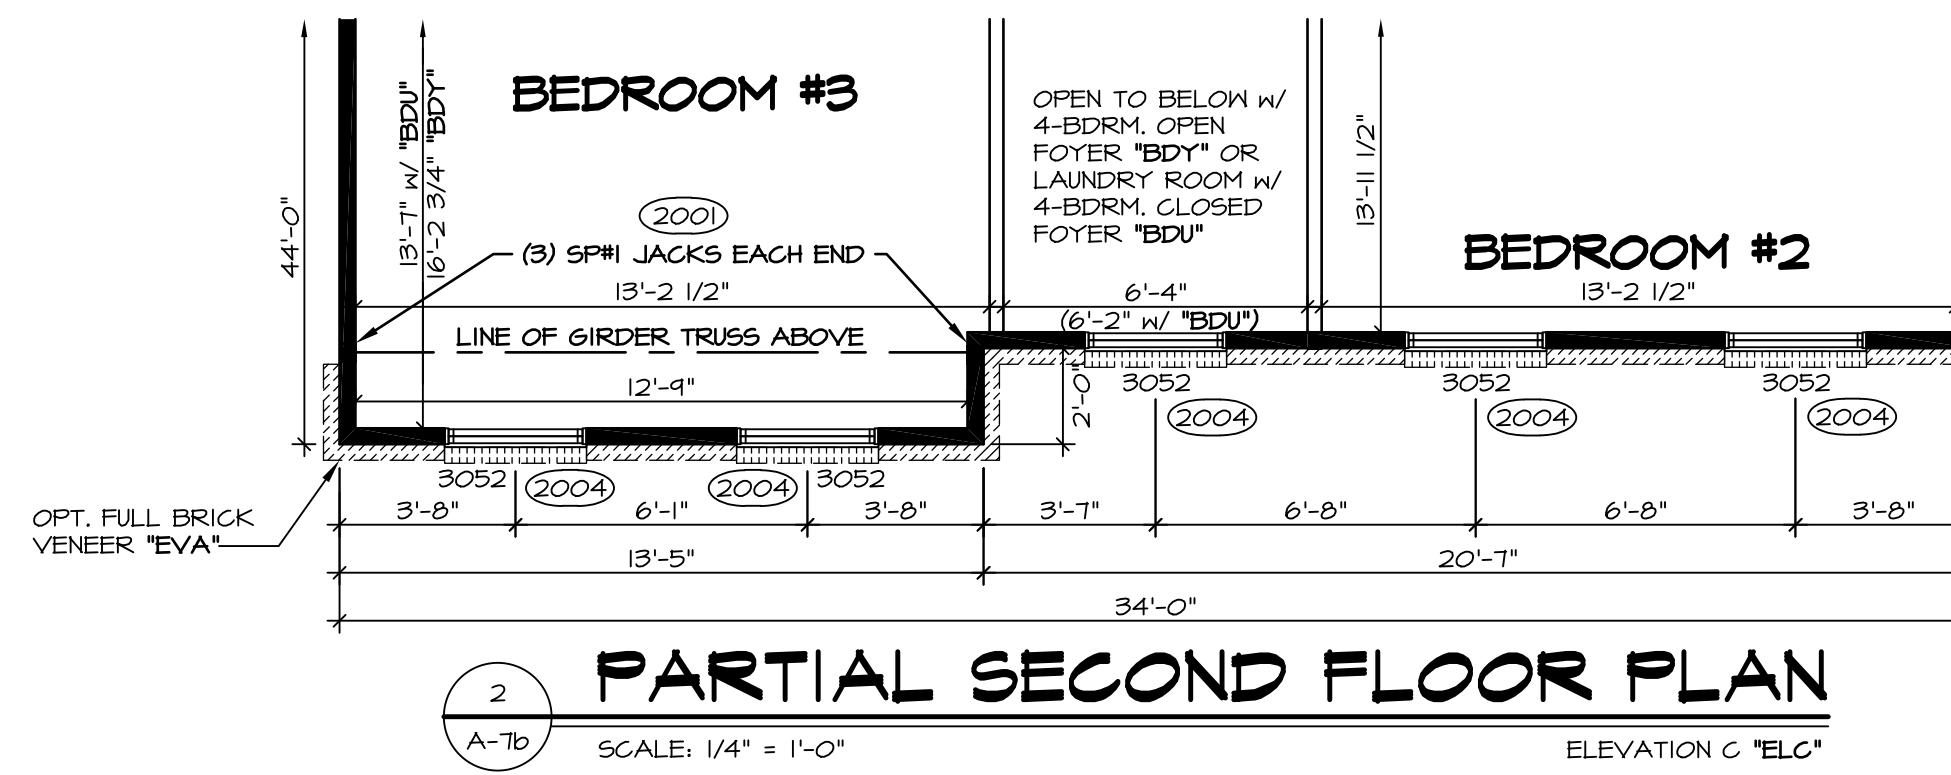 BEDROOM #3
44'-0"
13'-7" w/ "BDU"
16'-2 3/4" "BDY"
2001
(3) SP#1 JACKS EACH END
13'-2 1/2"
LINE OF GIRDER TRUSS ABOVE
12'-9"
OPEN TO BELOW w/
4-BDRM. OPEN
FOYER "BDY" OR
LAUNDRY ROOM w/
4-BDRM. CLOSED
FOYER "BDU"
6'-4"
(6'-2" w/ "BDU")
13'-11 1/2"
BEDROOM #2
13'-2 1/2"
2'-0"
3052
2004
3052
2004
3052
2004
3052
2004
2004
3052
OPT. FULL BRICK
VENEER "EVA"
3'-8"
6'-1"
3'-8"
3'-7"
6'-8"
6'-8"
3'-8"
13'-5"
20'-7"
34'-0"
2
A-7b
PARTIAL SECOND FLOOR PLAN
SCALE: 1/4" = 1'-0"
ELEVATION C "ELC"